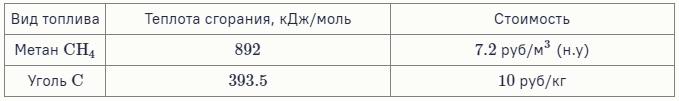 Вид топлива Теплота сгорания, кДж/моль Стоимость
Метан CH₄ 892 7.2 руб/м³ (н.у)
Уголь C 393.5 10 руб/кг